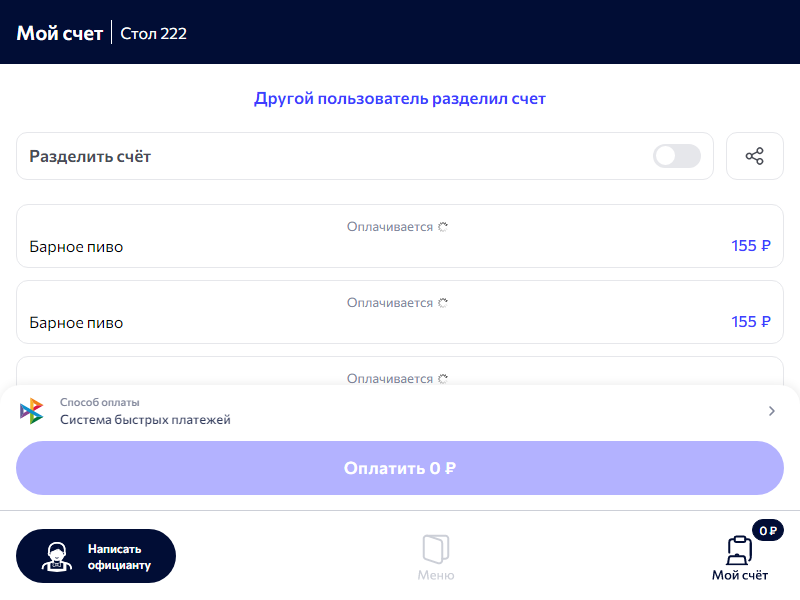 Мой счет
Стол 222
Другой пользователь разделил счет
Разделить счёт
Оплачивается
Барное пиво
155 ₽
Оплачивается
Барное пиво
155 ₽
Оплачивается
Способ оплаты
Система быстрых платежей
Оплатить 0 ₽
Написать
официанту
Меню
0 ₽
Мой счёт